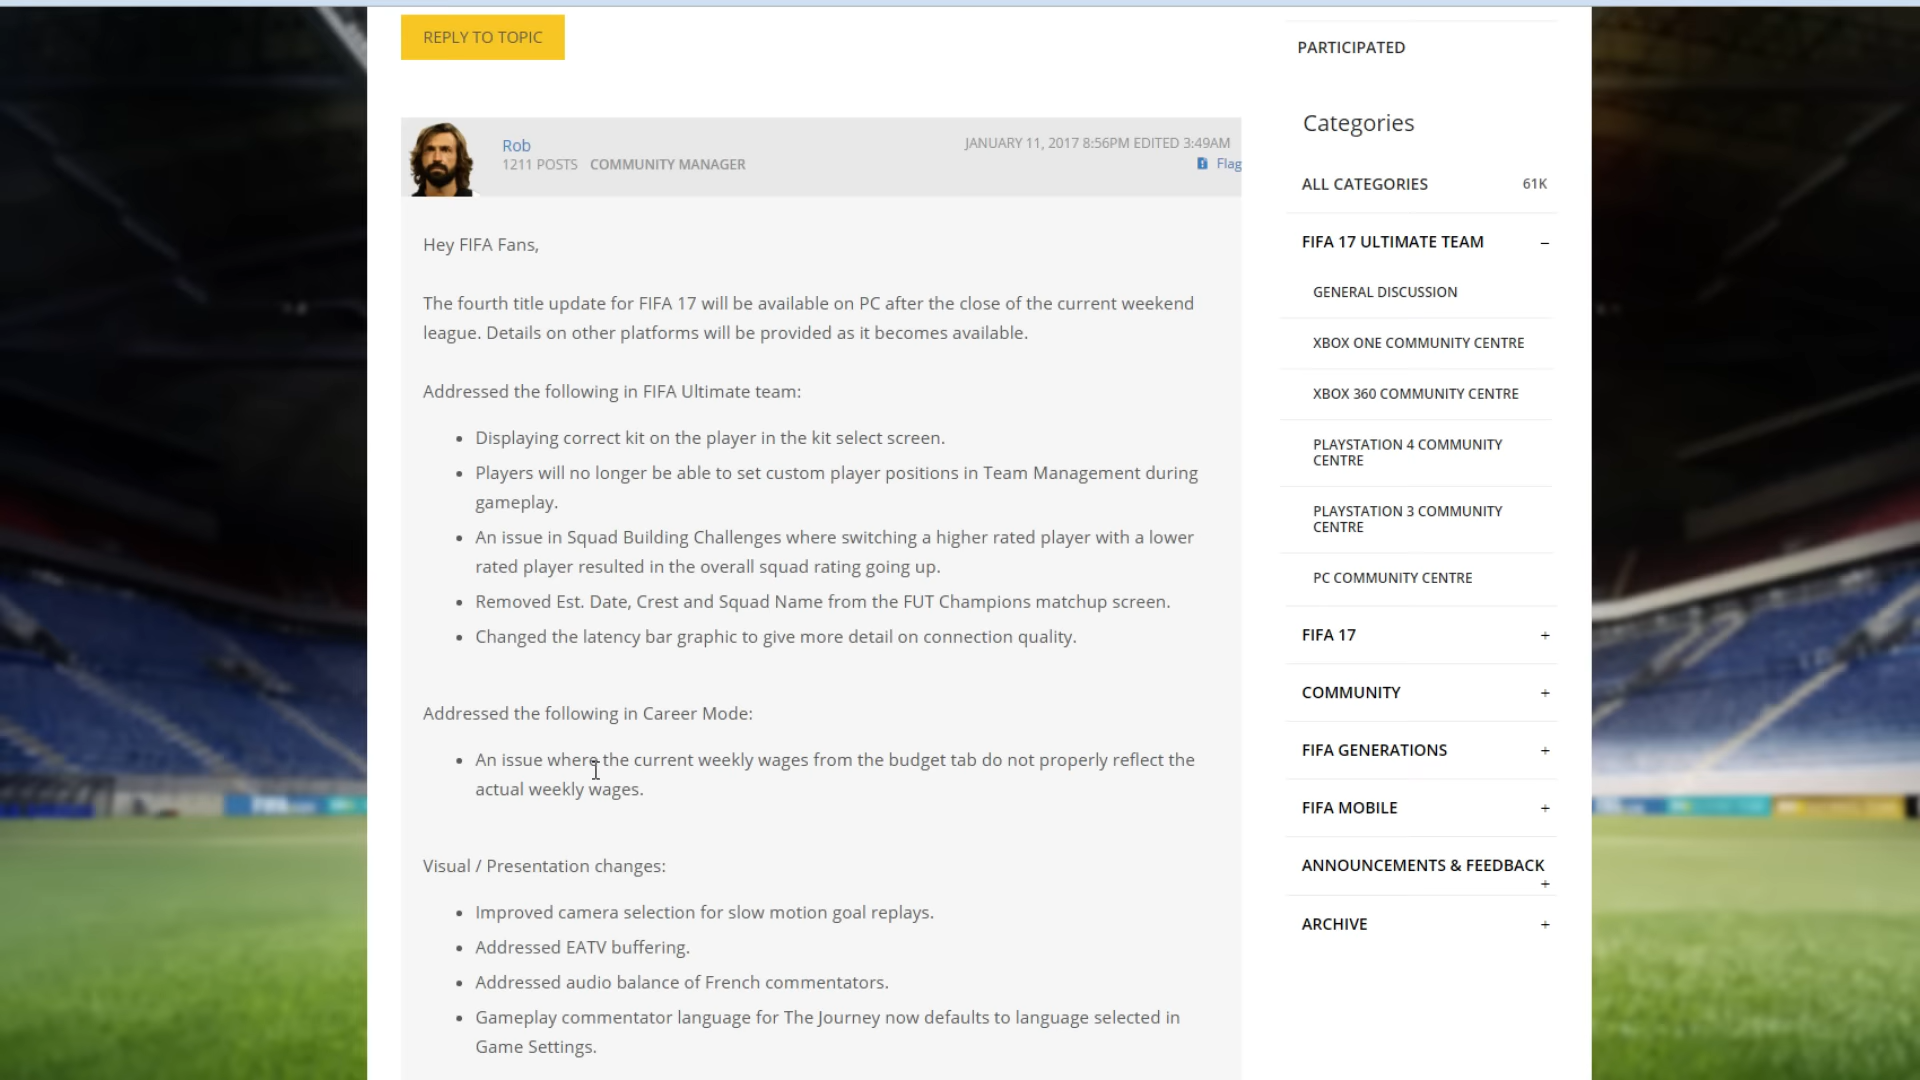 REPLY TO TOPIC
Rob
1211 POSTS COMMUNITY MANAGER
JANUARY 11, 2017 8:56PM EDITED 3:49AM
Flag
Hey FIFA Fans,
The fourth title update for FIFA 17 will be available on PC after the close of the current weekend
league. Details on other platforms will be provided as it becomes available.
Addressed the following in FIFA Ultimate team:
• Displaying correct kit on the player in the kit select screen.
• Players will no longer be able to set custom player positions in Team Management during
gameplay.
• An issue in Squad Building Challenges where switching a higher rated player with a lower
rated player resulted in the overall squad rating going up.
• Removed Est. Date, Crest and Squad Name from the FUT Champions matchup screen.
• Changed the latency bar graphic to give more detail on connection quality.
Addressed the following in Career Mode:
• An issue where the current weekly wages from the budget tab do not properly reflect the
actual weekly wages.
Visual / Presentation changes:
• Improved camera selection for slow motion goal replays.
• Addressed EATV buffering.
• Addressed audio balance of French commentators.
• Gameplay commentator language for The Journey now defaults to language selected in
Game Settings.
PARTICIPATED
Categories
ALL CATEGORIES 61K
FIFA 17 ULTIMATE TEAM –
GENERAL DISCUSSION
XBOX ONE COMMUNITY CENTRE
XBOX 360 COMMUNITY CENTRE
PLAYSTATION 4 COMMUNITY
CENTRE
PLAYSTATION 3 COMMUNITY
CENTRE
PC COMMUNITY CENTRE
FIFA 17 +
COMMUNITY +
FIFA GENERATIONS +
FIFA MOBILE +
ANNOUNCEMENTS & FEEDBACK
+
ARCHIVE +